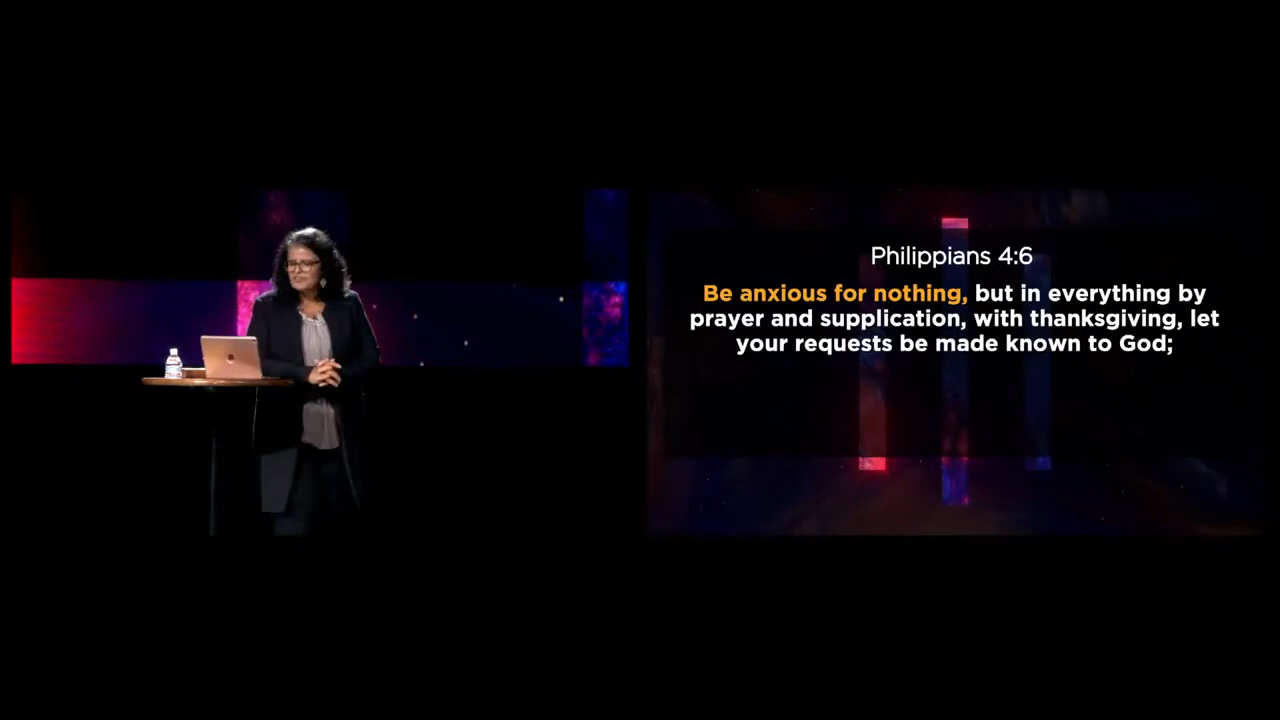 Philippians 4:6
Be anxious for nothing, but in everything by
prayer and supplication, with thanksgiving, let
your requests be made known to God;